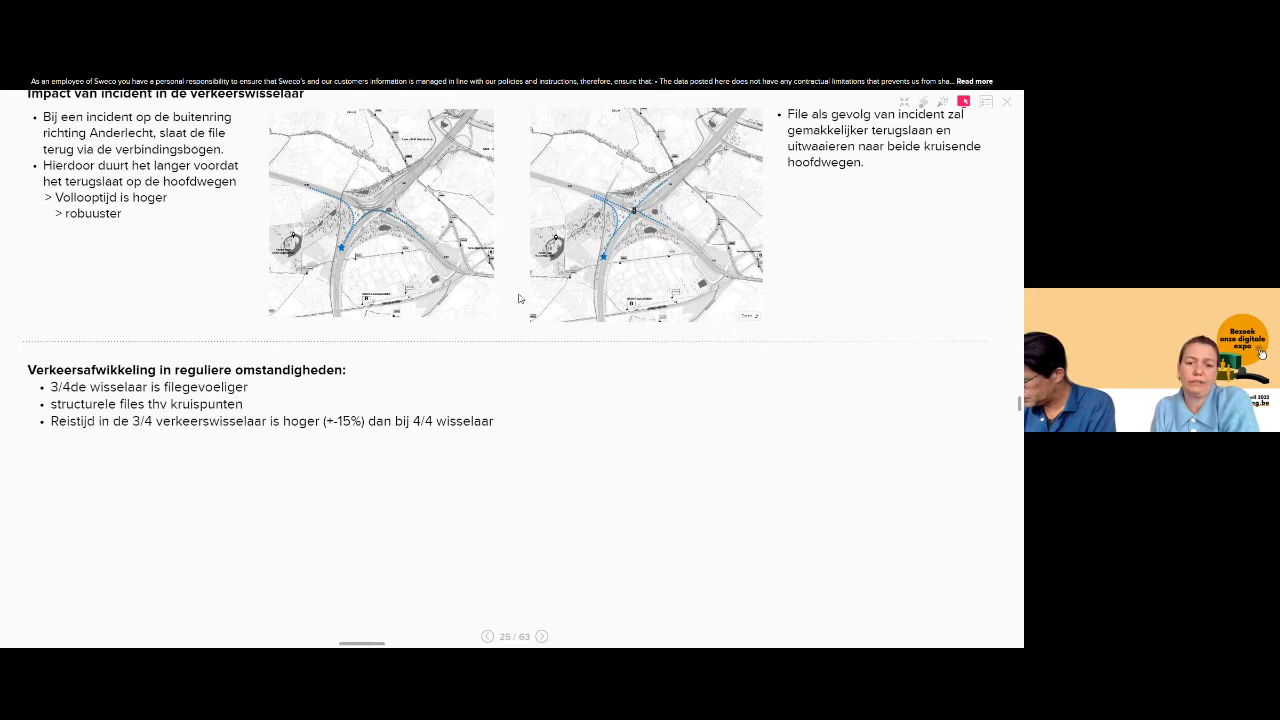 As an employee of Sweco you have a personal responsibility to ensure that Sweco's and our customers information is managed in line with our policies and instructions, therefore, ensure that: • The data posted here does not have any contractual limitations that prevents us from sha... Read more
Impact van incident in de verkeerswisselaar
• Bij een incident op de buitenring
richting Anderlecht, slaat de file
terug via de verbindingsbogen.
• Hierdoor duurt het langer voordat
het terugslaat op de hoofdwegen
> Vollooptijd is hoger
> robuuster
• File als gevolg van incident zal
gemakkelijker terugslaan en
uitwaaieren naar beide kruisende
hoofdwegen.
Verkeersafwikkeling in reguliere omstandigheden:
• 3/4de wisselaar is filegevoeliger
• structurele files thv kruispunten
• Reistijd in de 3/4 verkeerswisselaar is hoger (+-15%) dan bij 4/4 wisselaar
25 / 63
Bezoek
onze digitale
expo
2022